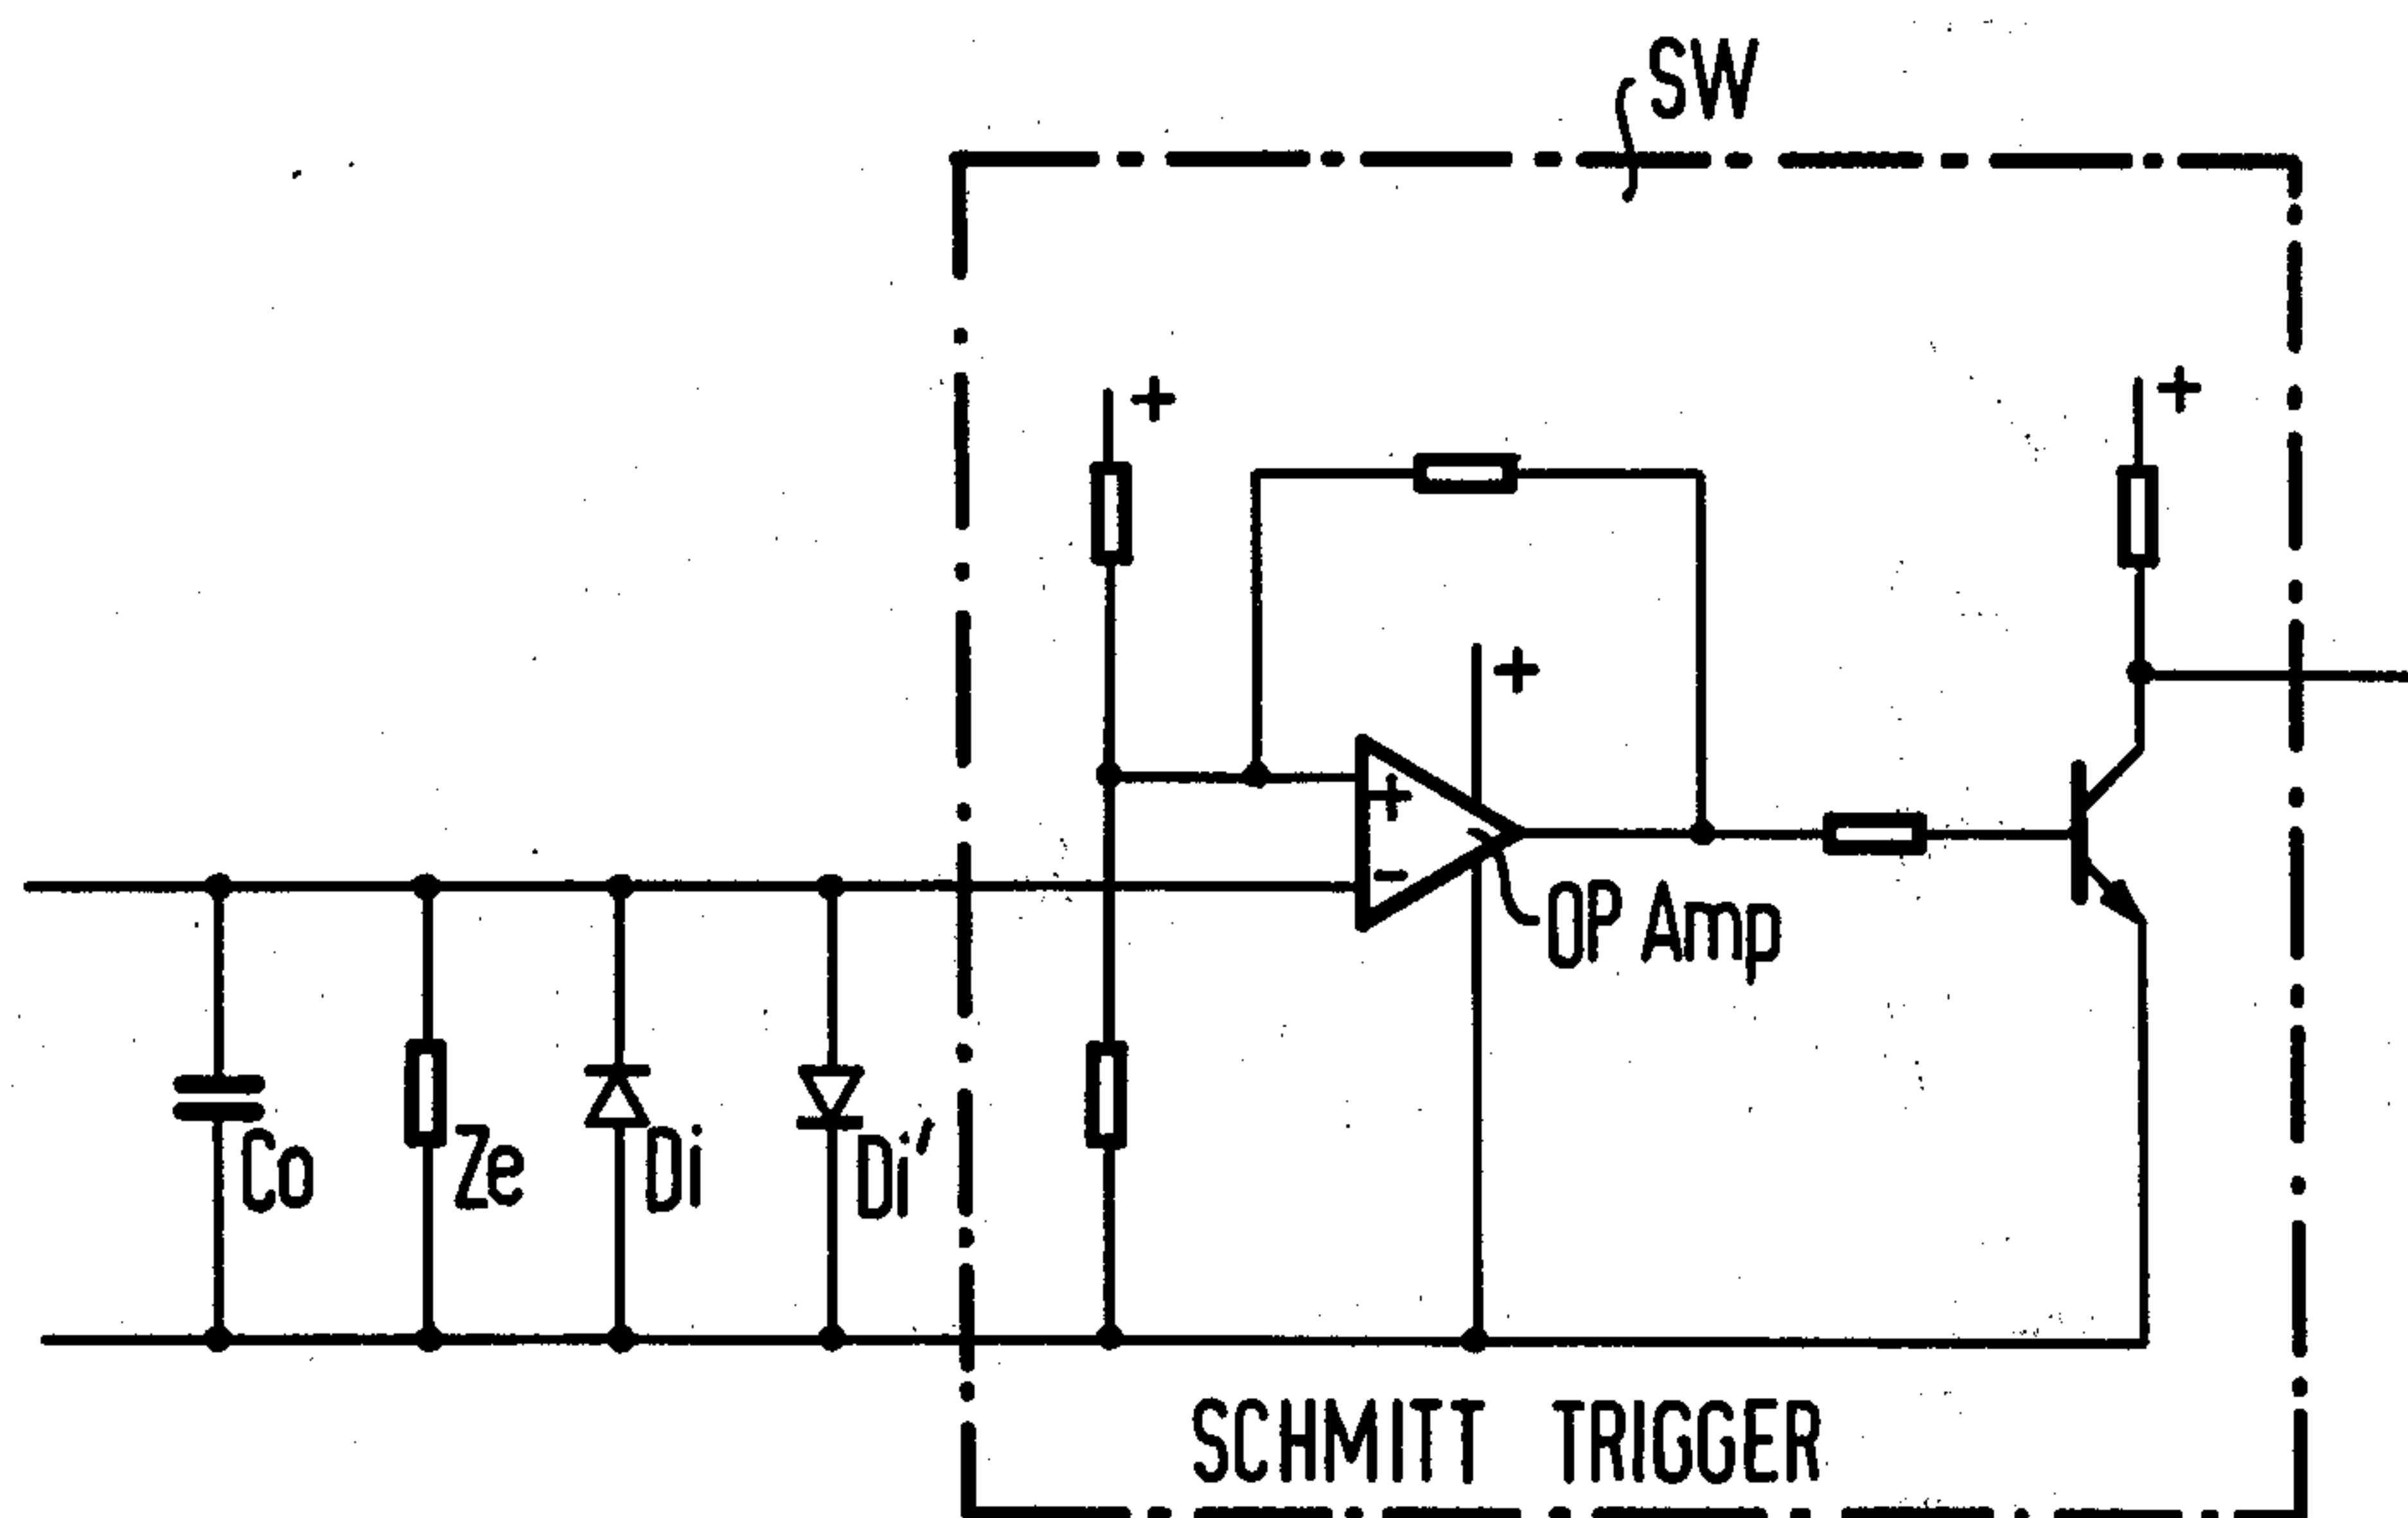 SW
+
+
+
+
-
OP Amp
Co
Ze
Di
Di'
SCHMITT TRIGGER